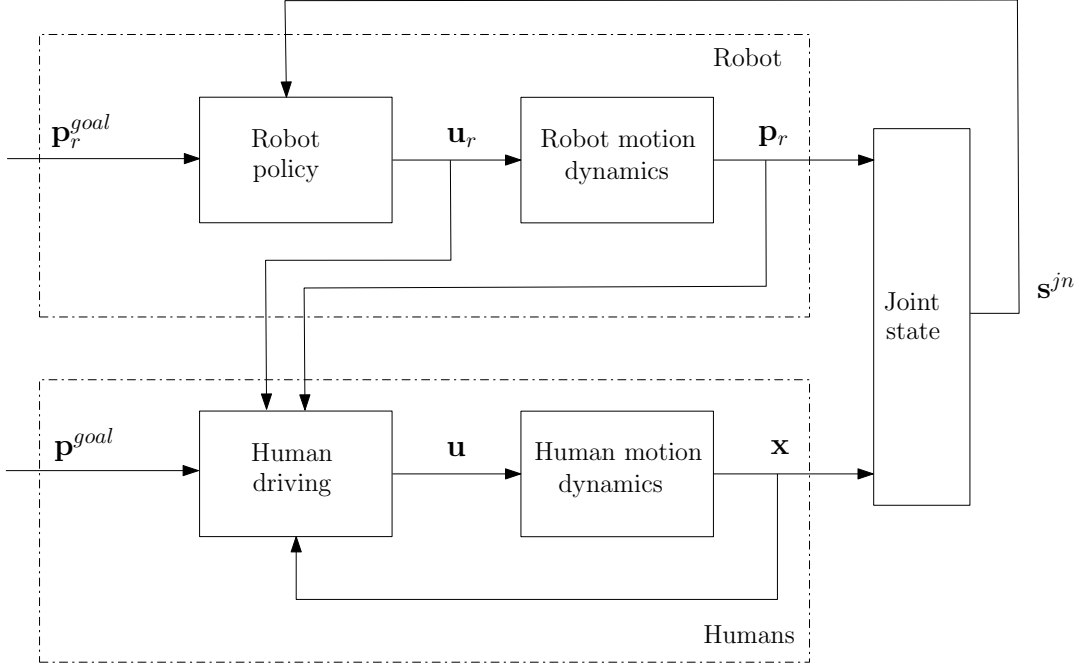 Robot
p_r^{goal}
Robot
policy
u_r
Robot motion
dynamics
p_r
Joint
state
s^{jn}
p^{goal}
Human
driving
u
Human motion
dynamics
x
Humans